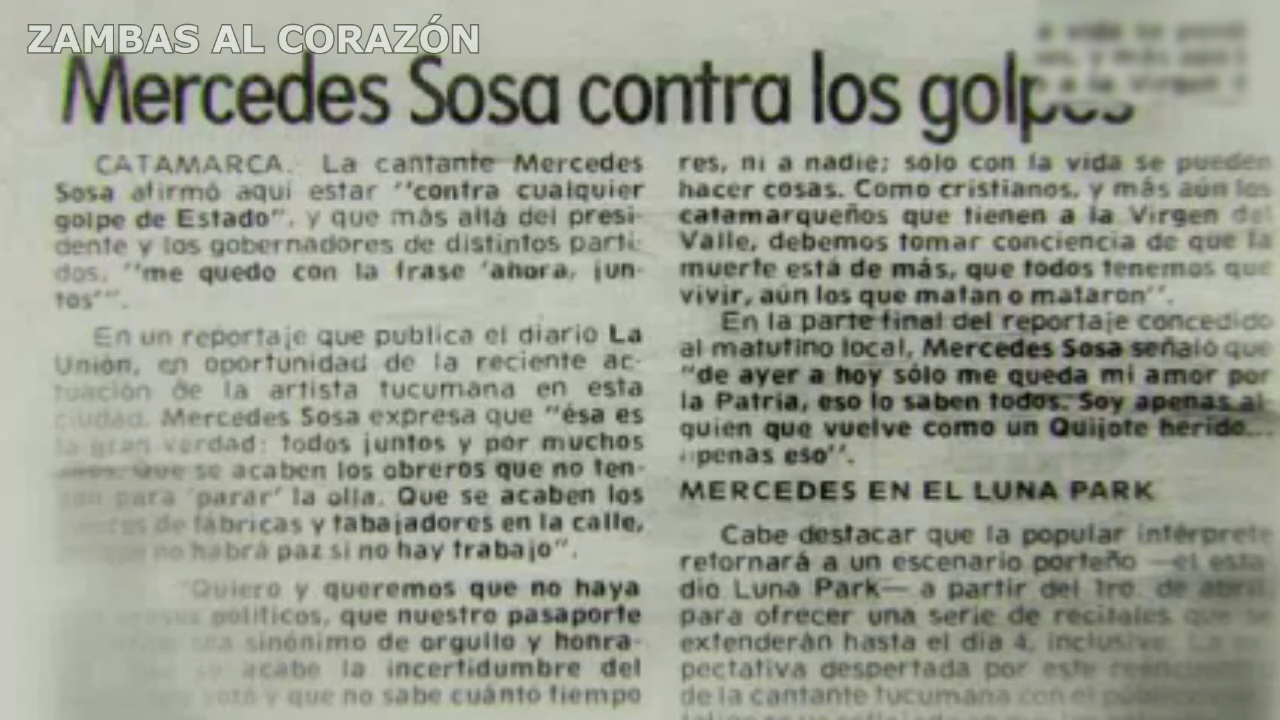 ZAMBAS AL CORAZÓN
Mercedes Sosa contra los golpes
CATAMARCA. La cantante Mercedes
Sosa afirmó aquí estar "contra cualquier
golpe de Estado", y que más allá del presi-
dente y los gobernadores de distintos parti-
dos, "me quedo con la frase 'ahora, jun-
tos'".
En un reportaje que publica el diario La
Unión, en oportunidad de la reciente ac-
tuación de la artista tucumana en esta
ciudad, Mercedes Sosa expresa que "ésa es
la gran verdad: todos juntos y por muchos
Que se acaben los obreros que no ten-
para 'parar' la olla. Que se acaben los
de fábricas y tabajadores en la calle,
no habrá paz si no hay trabajo".
"Quiero y queremos que no haya
políticos, que nuestro pasaporte
sea sinónimo de orgullo y honra-
se acabe la incertidumbre del
votó y que no sabe cuánto tiempo
res, ni a nadie; sólo con la vida se pueden
hacer cosas. Como cristianos, y más aún los
catamarqueños que tienen a la Virgen del
Valle, debemos tomar conciencia de que la
muerte está de más, que todos tenemos que
vivir, aún los que matan o mataron".
En la parte final del reportaje concedido
al matutino local, Mercedes Sosa señaló que
"de ayer a hoy sólo me queda mi amor por
la Patria, eso lo saben todos. Soy apenas al
guien que vuelve como un Quijote herido...
apenas eso".
MERCEDES EN EL LUNA PARK
Cabe destacar que la popular intérprete
retornará a un escenario porteño —el esta-
dio Luna Park— a partir del 1ro. de abril,
para ofrecer una serie de recitales que se
extenderán hasta el día 4, inclusive. La ex-
pectativa despertada por este reencuentro
de la cantante tucumana con el público